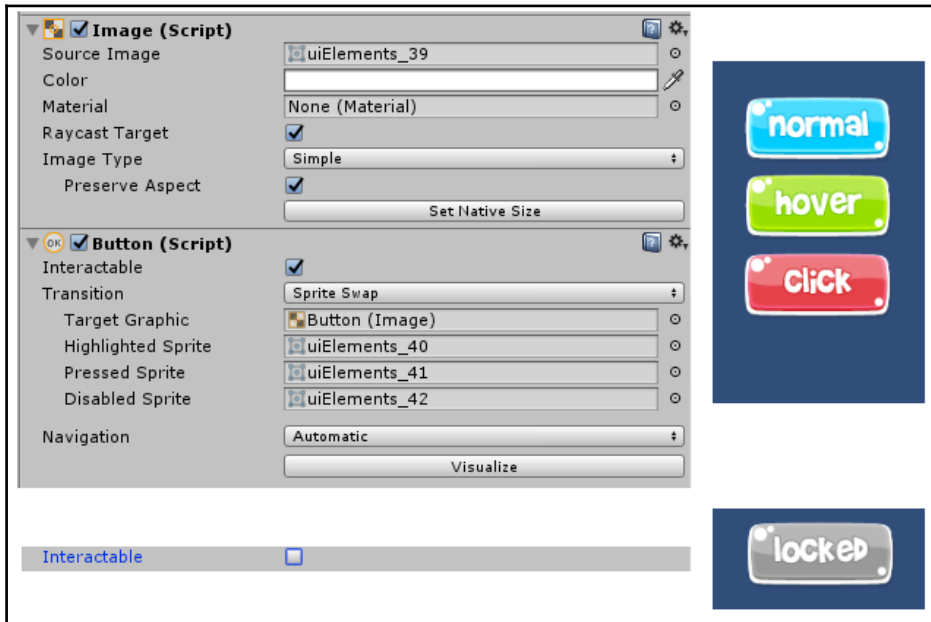 Image (Script)
Source Image uiElements_39
Color
Material None (Material)
Raycast Target
Image Type Simple
Preserve Aspect
Set Native Size
OK Button (Script)
Interactable
Transition Sprite Swap
Target Graphic Button (Image)
Highlighted Sprite uiElements_40
Pressed Sprite uiElements_41
Disabled Sprite uiElements_42
Navigation Automatic
Visualize
Interactable
normal
hover
click
locked